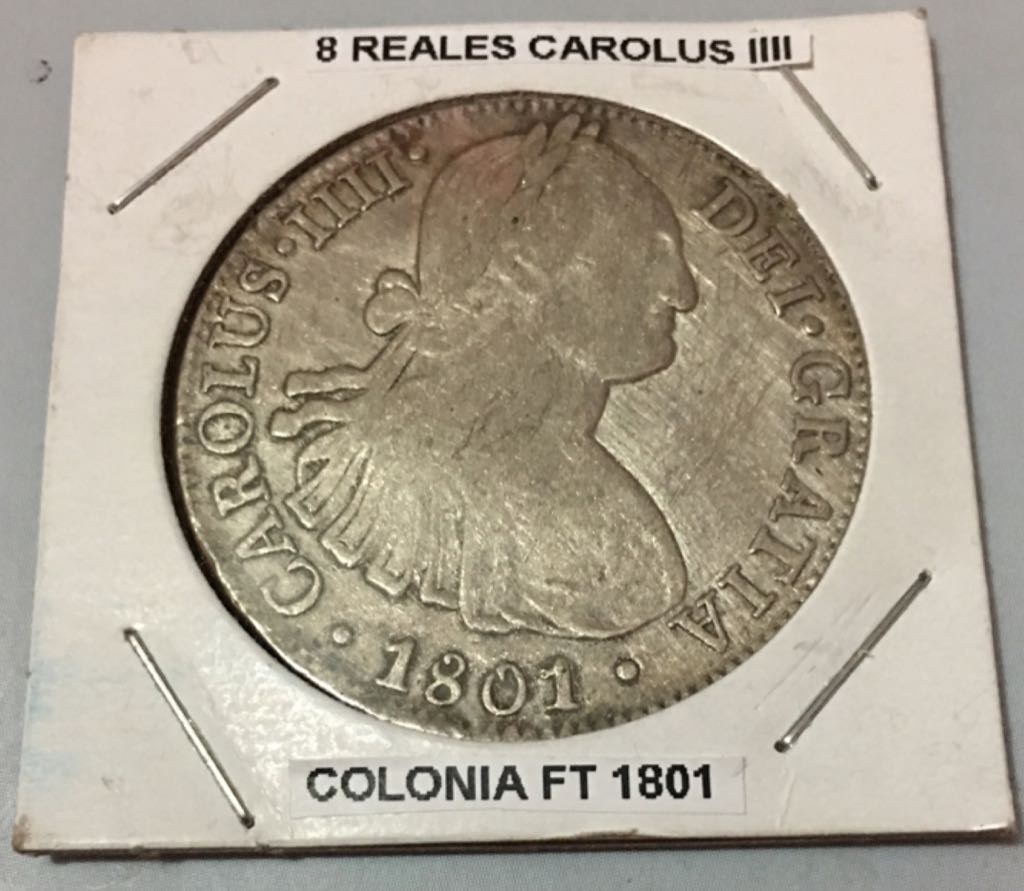 8 REALES CAROLUS IIII
CAROLUS·IIII·
DEI·GRATIA
·1801·
COLONIA FT 1801